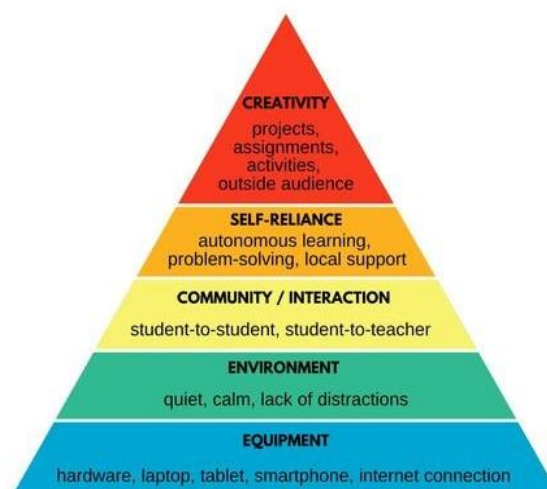 CREATIVITY
projects,
assignments,
activities,
outside audience
SELF-RELIANCE
autonomous learning,
problem-solving, local support
COMMUNITY / INTERACTION
student-to-student, student-to-teacher
ENVIRONMENT
quiet, calm, lack of distractions
EQUIPMENT
hardware, laptop, tablet, smartphone, internet connection